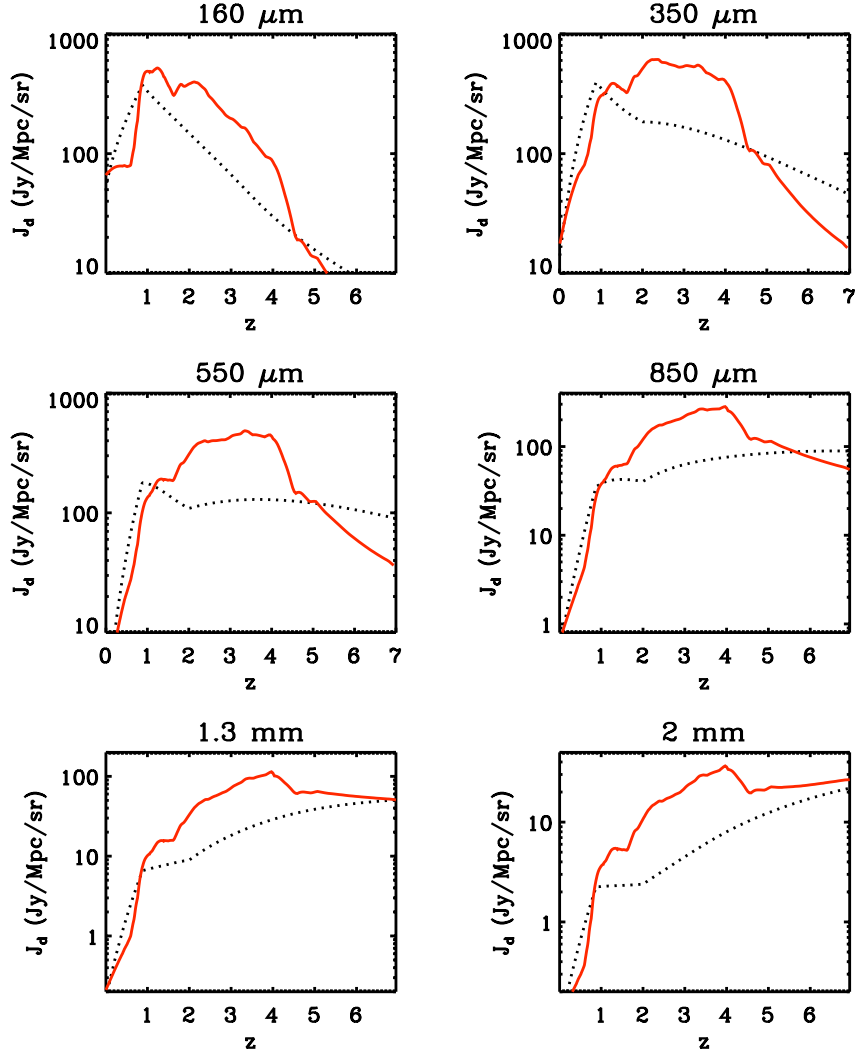 160 μm
1000
100
10
J_d (Jy/Mpc/sr)
1 2 3 4 5 6
z
350 μm
1000
100
10
J_d (Jy/Mpc/sr)
0 1 2 3 4 5 6 7
z
550 μm
1000
100
10
J_d (Jy/Mpc/sr)
0 1 2 3 4 5 6 7
z
850 μm
100
10
1
J_d (Jy/Mpc/sr)
1 2 3 4 5 6
z
1.3 mm
100
10
1
J_d (Jy/Mpc/sr)
1 2 3 4 5 6
z
2 mm
10
1
J_d (Jy/Mpc/sr)
1 2 3 4 5 6
z